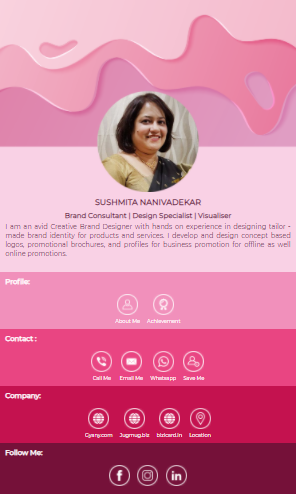 SUSHMITA NANIVADEKAR
Brand Consultant | Design Specialist | Visualiser
I am an avid Creative Brand Designer with hands on experience in designing tailor -
made brand identity for products and services. I develop and design concept based
logos, promotional brochures, and profiles for business promotion for offline as well
online promotions.
Profile:
About Me Achievement
Contact :
Call Me Email Me Whatsapp Save Me
Company:
Gyany.com Jugmug.biz bizdcard.in Location
Follow Me: